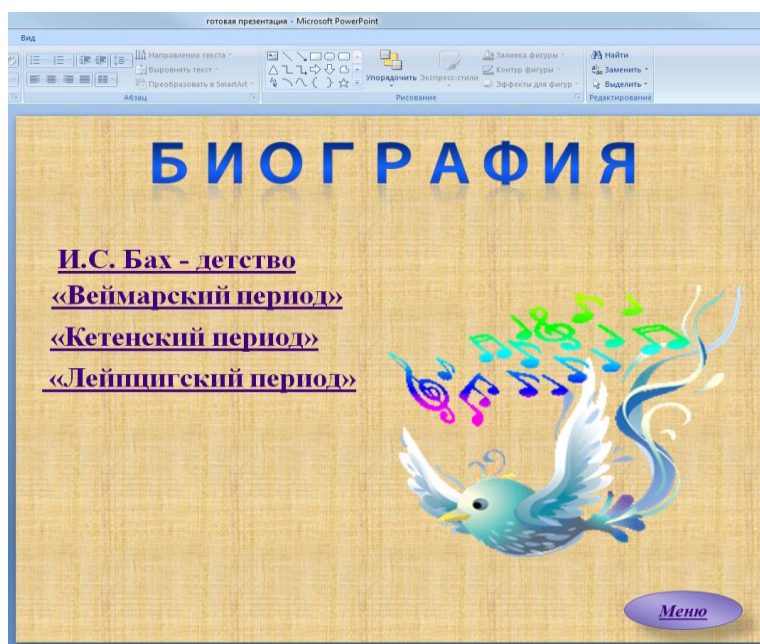 готовая презентация - Microsoft PowerPoint
Вид
Направление текста
Выровнять текст
Преобразовать в SmartArt
Абзац
Упорядочить
Экспресс-стили
Заливка фигуры
Контур фигуры
Эффекты для фигур
Рисование
Найти
Заменить
Выделить
Редактирование
БИОГРАФИЯ
И.С. Бах - детство
«Веймарский период»
«Кетенский период»
«Лейпцигский период»
Меню